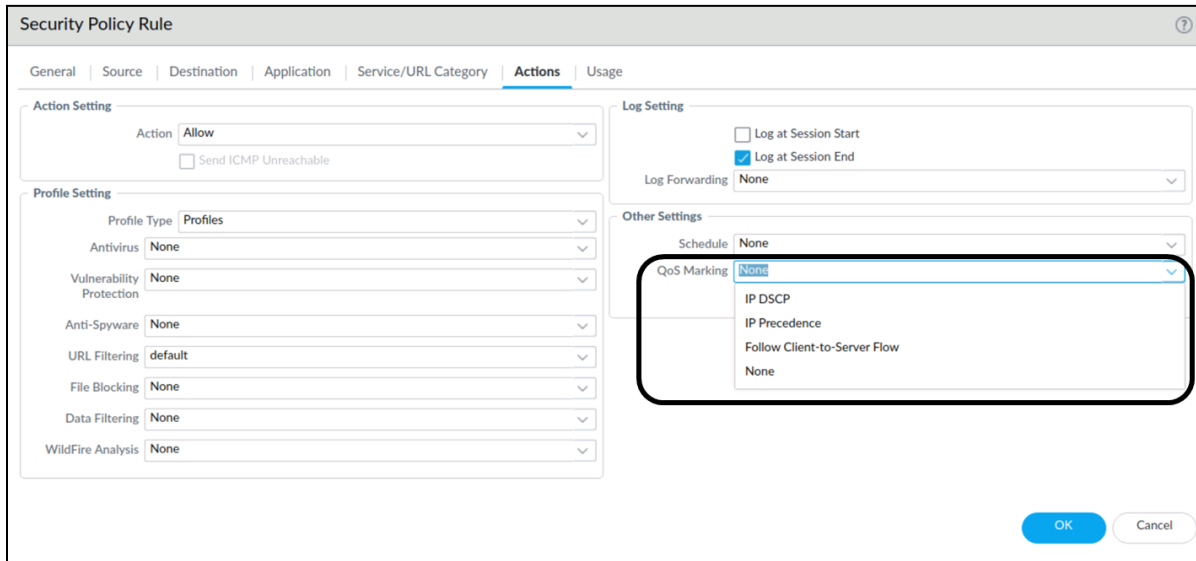 Security Policy Rule
?
General Source Destination Application Service/URL Category Actions Usage
Action Setting
Action Allow
Send ICMP Unreachable
Profile Setting
Profile Type Profiles
Antivirus None
Vulnerability Protection None
Anti-Spyware None
URL Filtering default
File Blocking None
Data Filtering None
WildFire Analysis None
Log Setting
Log at Session Start
Log at Session End
Log Forwarding None
Other Settings
Schedule None
QoS Marking None
IP DSCP
IP Precedence
Follow Client-to-Server Flow
None
OK Cancel